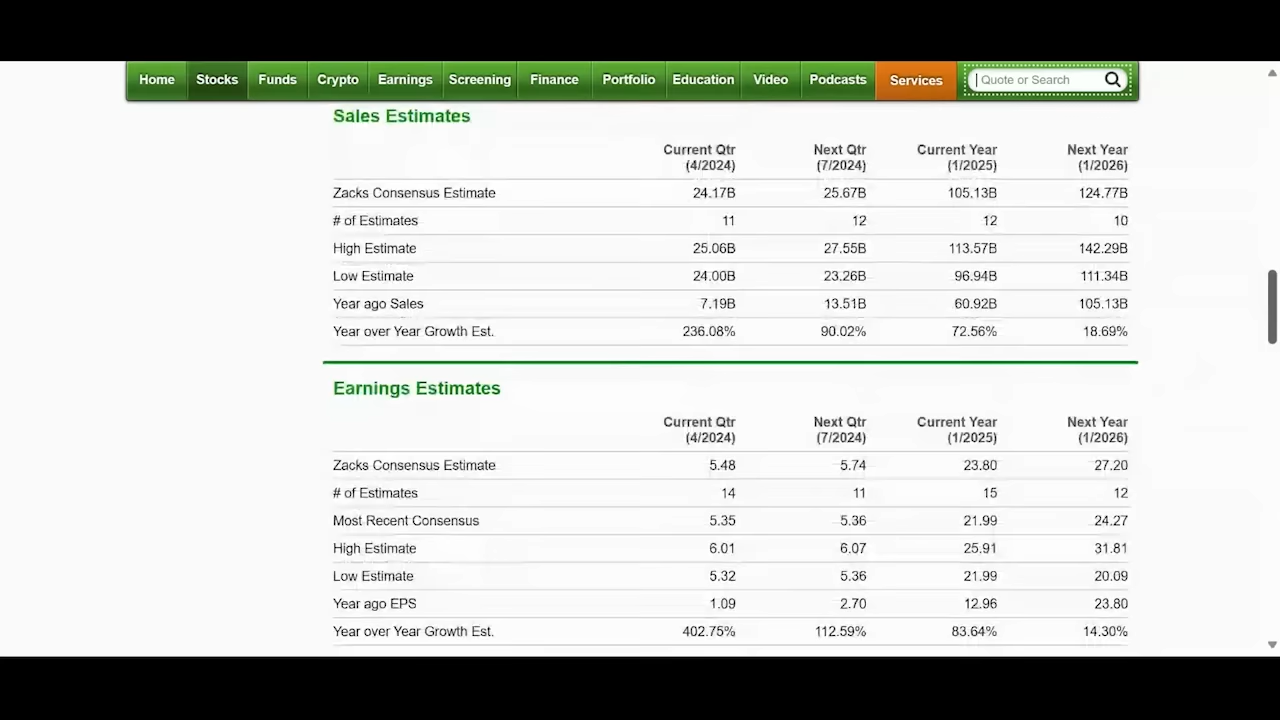 Home Stocks Funds Crypto Earnings Screening Finance Portfolio Education Video Podcasts Services Quote or Search
Sales Estimates
Current Qtr Next Qtr Current Year Next Year
(4/2024) (7/2024) (1/2025) (1/2026)
Zacks Consensus Estimate 24.17B 25.67B 105.13B 124.77B
# of Estimates 11 12 12 10
High Estimate 25.06B 27.55B 113.57B 142.29B
Low Estimate 24.00B 23.26B 96.94B 111.34B
Year ago Sales 7.19B 13.51B 60.92B 105.13B
Year over Year Growth Est. 236.08% 90.02% 72.56% 18.69%
Earnings Estimates
Current Qtr Next Qtr Current Year Next Year
(4/2024) (7/2024) (1/2025) (1/2026)
Zacks Consensus Estimate 5.48 5.74 23.80 27.20
# of Estimates 14 11 15 12
Most Recent Consensus 5.35 5.36 21.99 24.27
High Estimate 6.01 6.07 25.91 31.81
Low Estimate 5.32 5.36 21.99 20.09
Year ago EPS 1.09 2.70 12.96 23.80
Year over Year Growth Est. 402.75% 112.59% 83.64% 14.30%